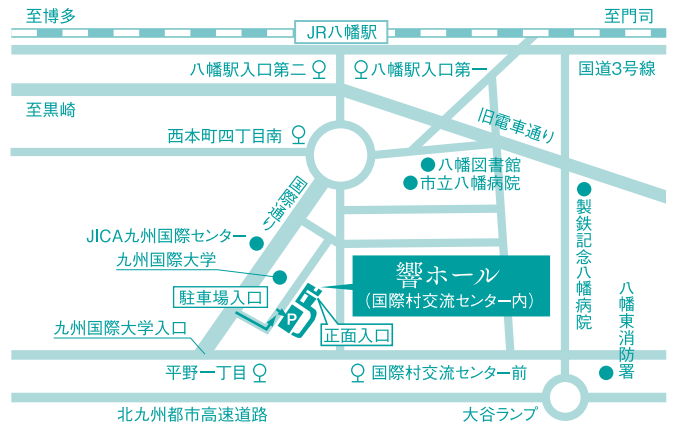 至博多
至門司
JR八幡駅
八幡駅入口第二
八幡駅入口第一
国道3号線
至黒崎
旧電車通り
西本町四丁目南
八幡図書館
市立八幡病院
国際通り
製鉄記念八幡病院
JICA九州国際センター
九州国際大学
響ホール
（国際村交流センター内）
駐車場入口
P
正面入口
九州国際大学入口
八幡東消防署
平野一丁目
国際村交流センター前
北九州都市高速道路
大谷ランプ